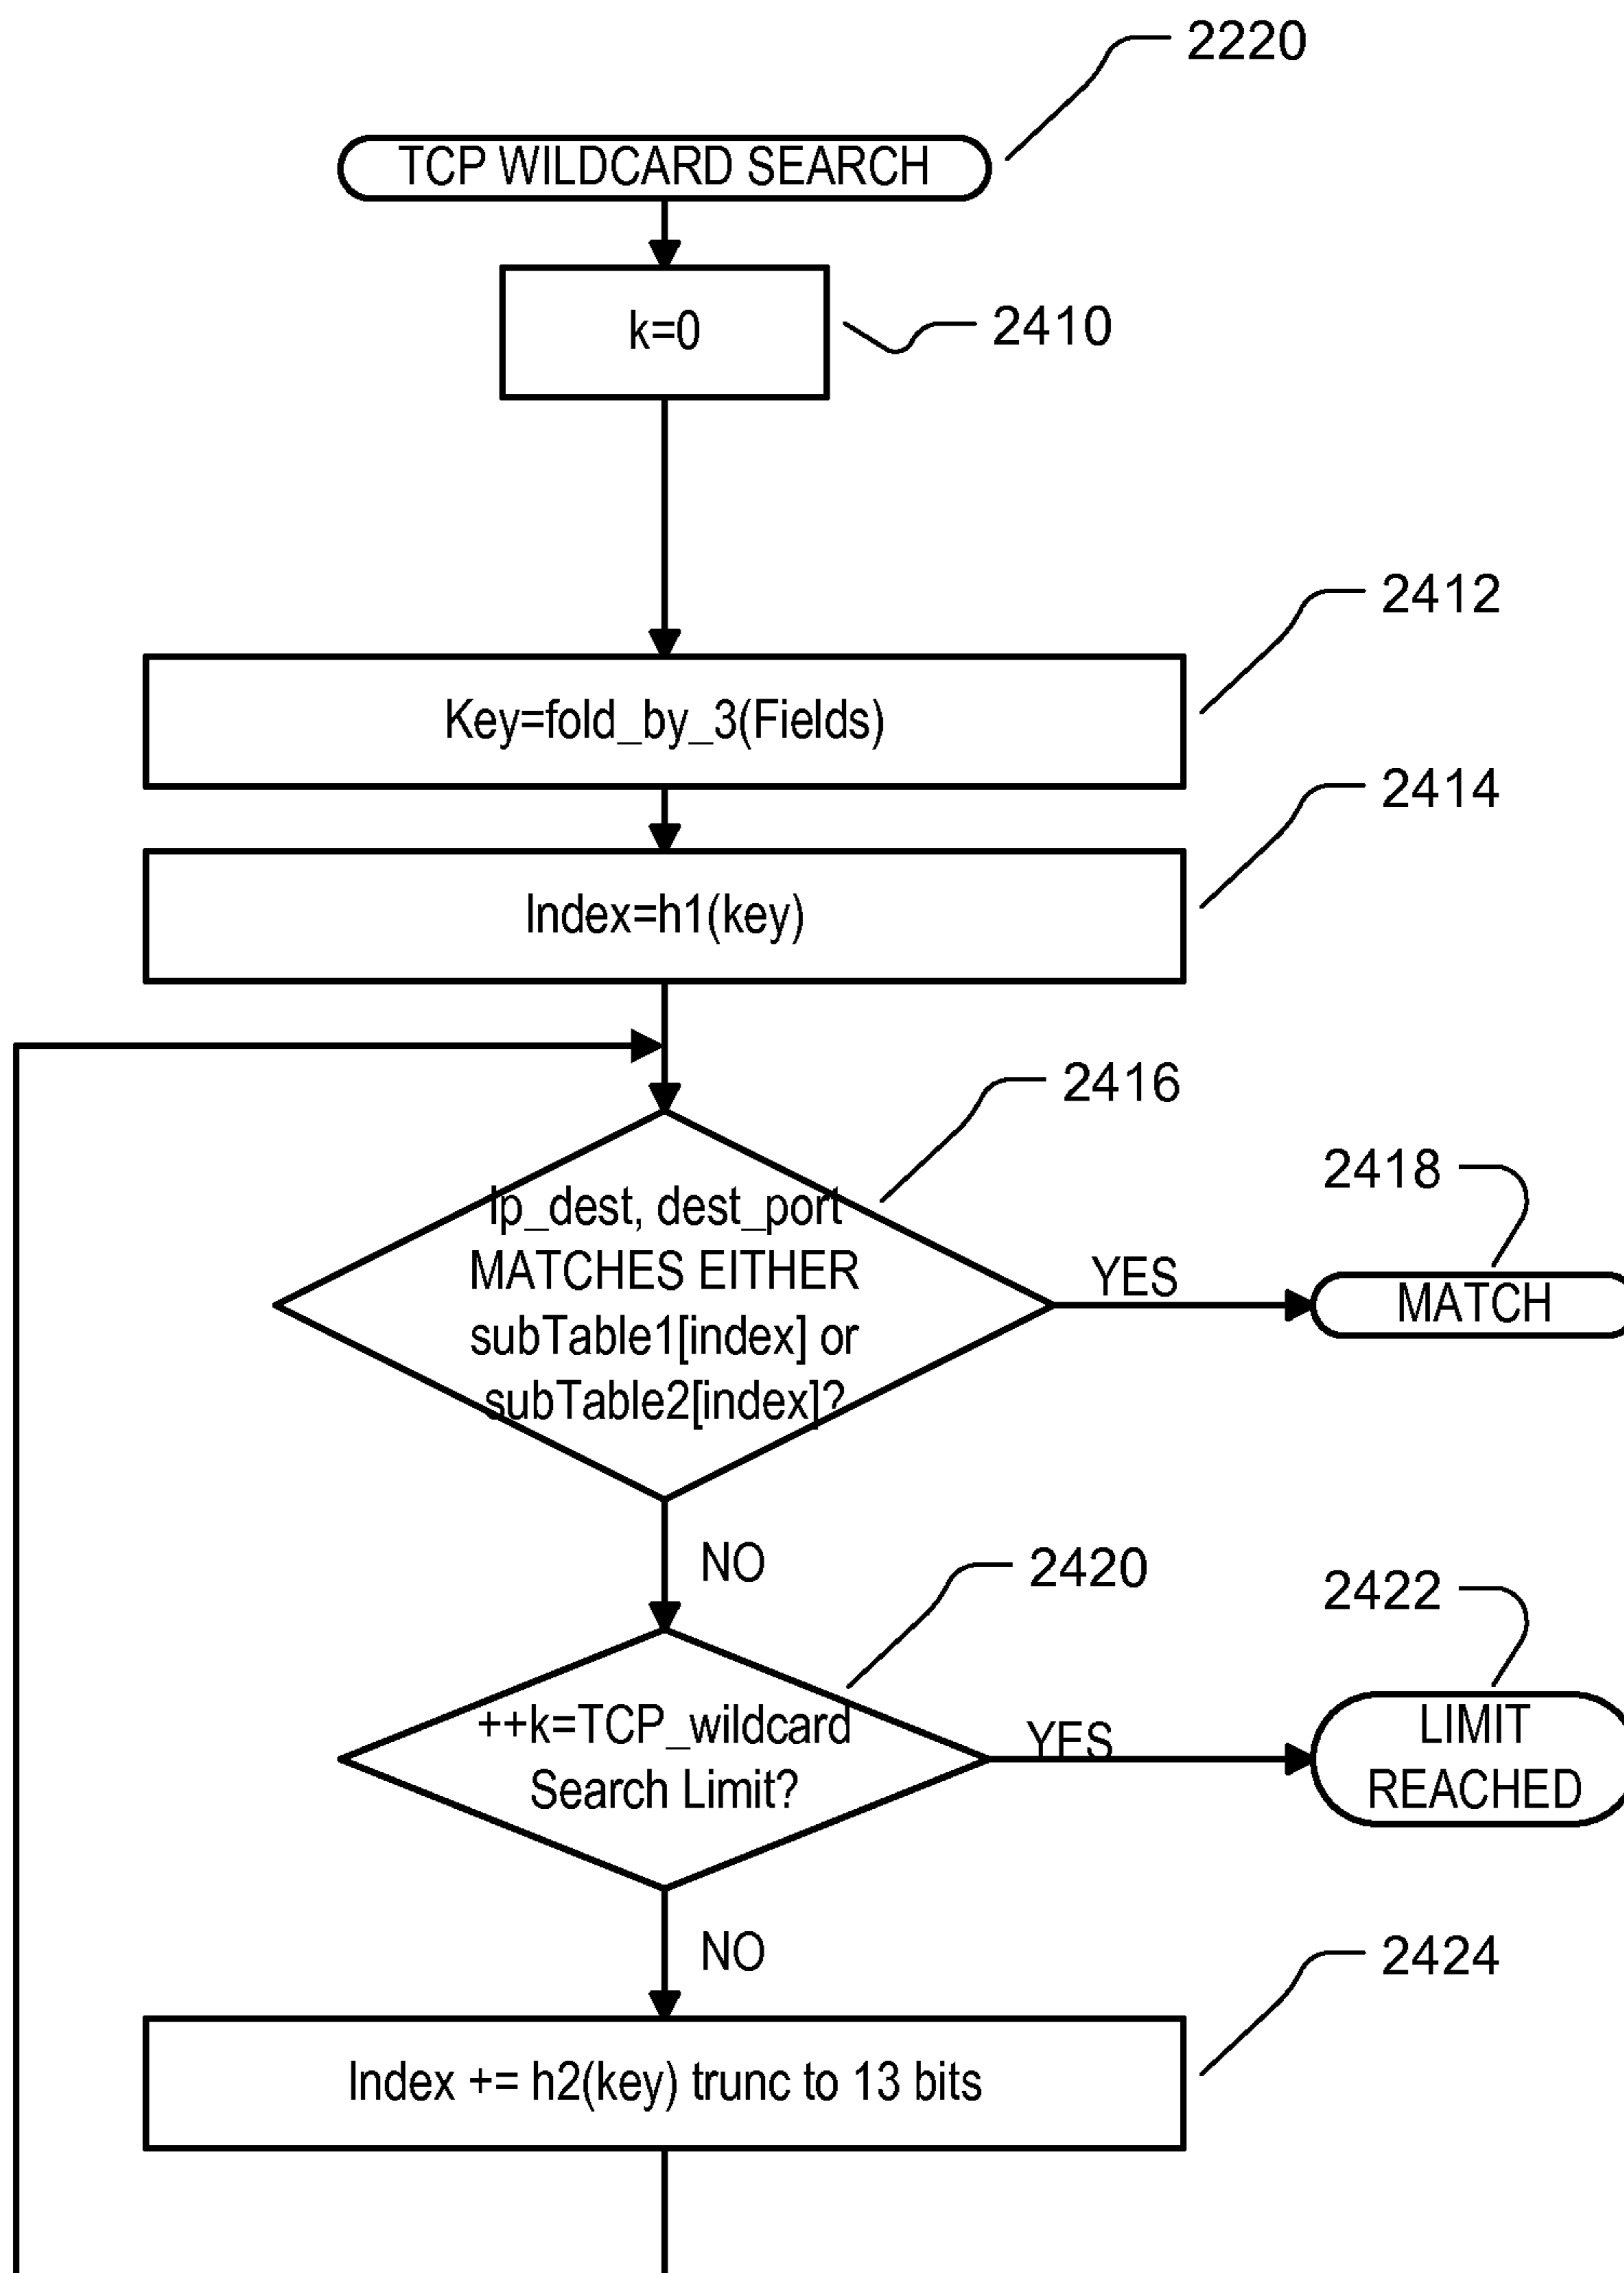 2220
TCP WILDCARD SEARCH
k=0
2410
2412
Key=fold_by_3(Fields)
2414
Index=h1(key)
2416
Ip_dest, dest_port
MATCHES EITHER
subTable1[index] or
subTable2[index]?
YES
2418
MATCH
NO
2420
++k=TCP_wildcard
Search Limit?
YES
2422
LIMIT
REACHED
NO
2424
Index += h2(key) trunc to 13 bits